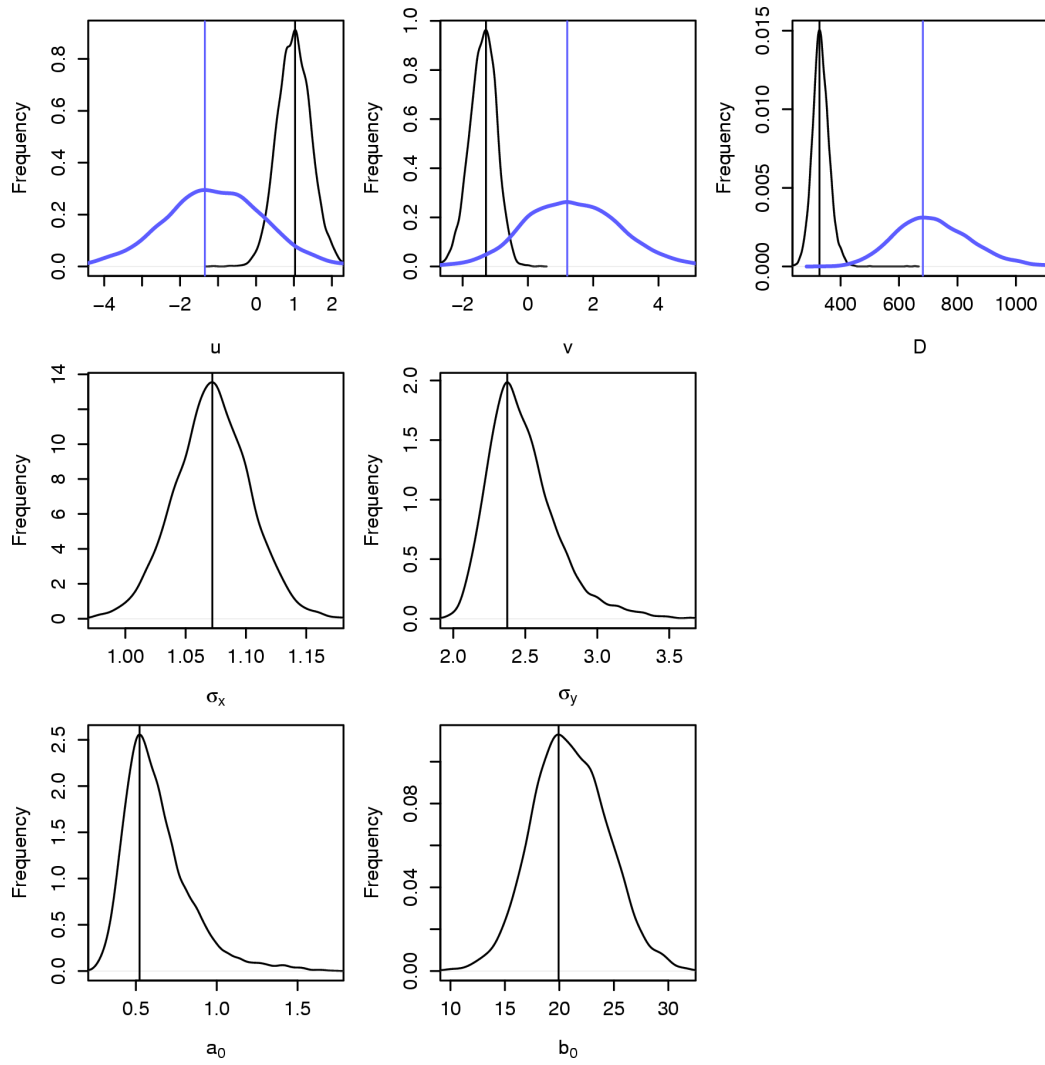 Frequency
0.0 0.2 0.4 0.6 0.8
−4 −2 0 1 2
u
Frequency
0.0 0.2 0.4 0.6 0.8 1.0
−2 0 2 4
v
Frequency
0.000 0.005 0.010 0.015
400 600 800 1000
D
Frequency
0 2 4 6 8 10 14
1.00 1.05 1.10 1.15
σx
Frequency
0.0 0.5 1.0 1.5 2.0
2.0 2.5 3.0 3.5
σy
Frequency
0.0 0.5 1.0 1.5 2.0 2.5
0.5 1.0 1.5
a0
Frequency
0.00 0.04 0.08
10 15 20 25 30
b0